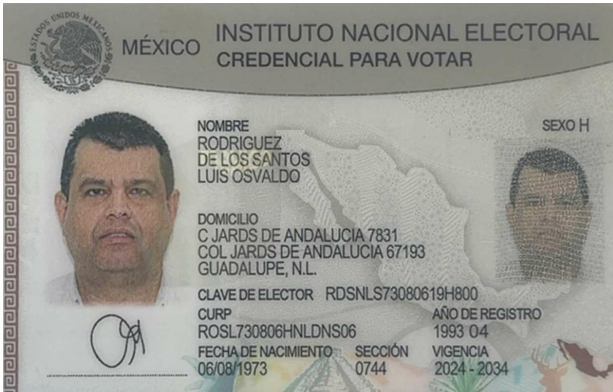 ESTADOS UNIDOS MEXICANOS
MÉXICO
INSTITUTO NACIONAL ELECTORAL
CREDENCIAL PARA VOTAR
NOMBRE
SEXO H
RODRIGUEZ
DE LOS SANTOS
LUIS OSVALDO
DOMICILIO
C JARDS DE ANDALUCIA 7831
COL JARDS DE ANDALUCIA 67193
GUADALUPE, N.L.
CLAVE DE ELECTOR RDSNLS73080619H800
CURP AÑO DE REGISTRO
ROSL730806HNLDNS06 1993 04
FECHA DE NACIMIENTO SECCIÓN VIGENCIA
06/08/1973 0744 2024 - 2034